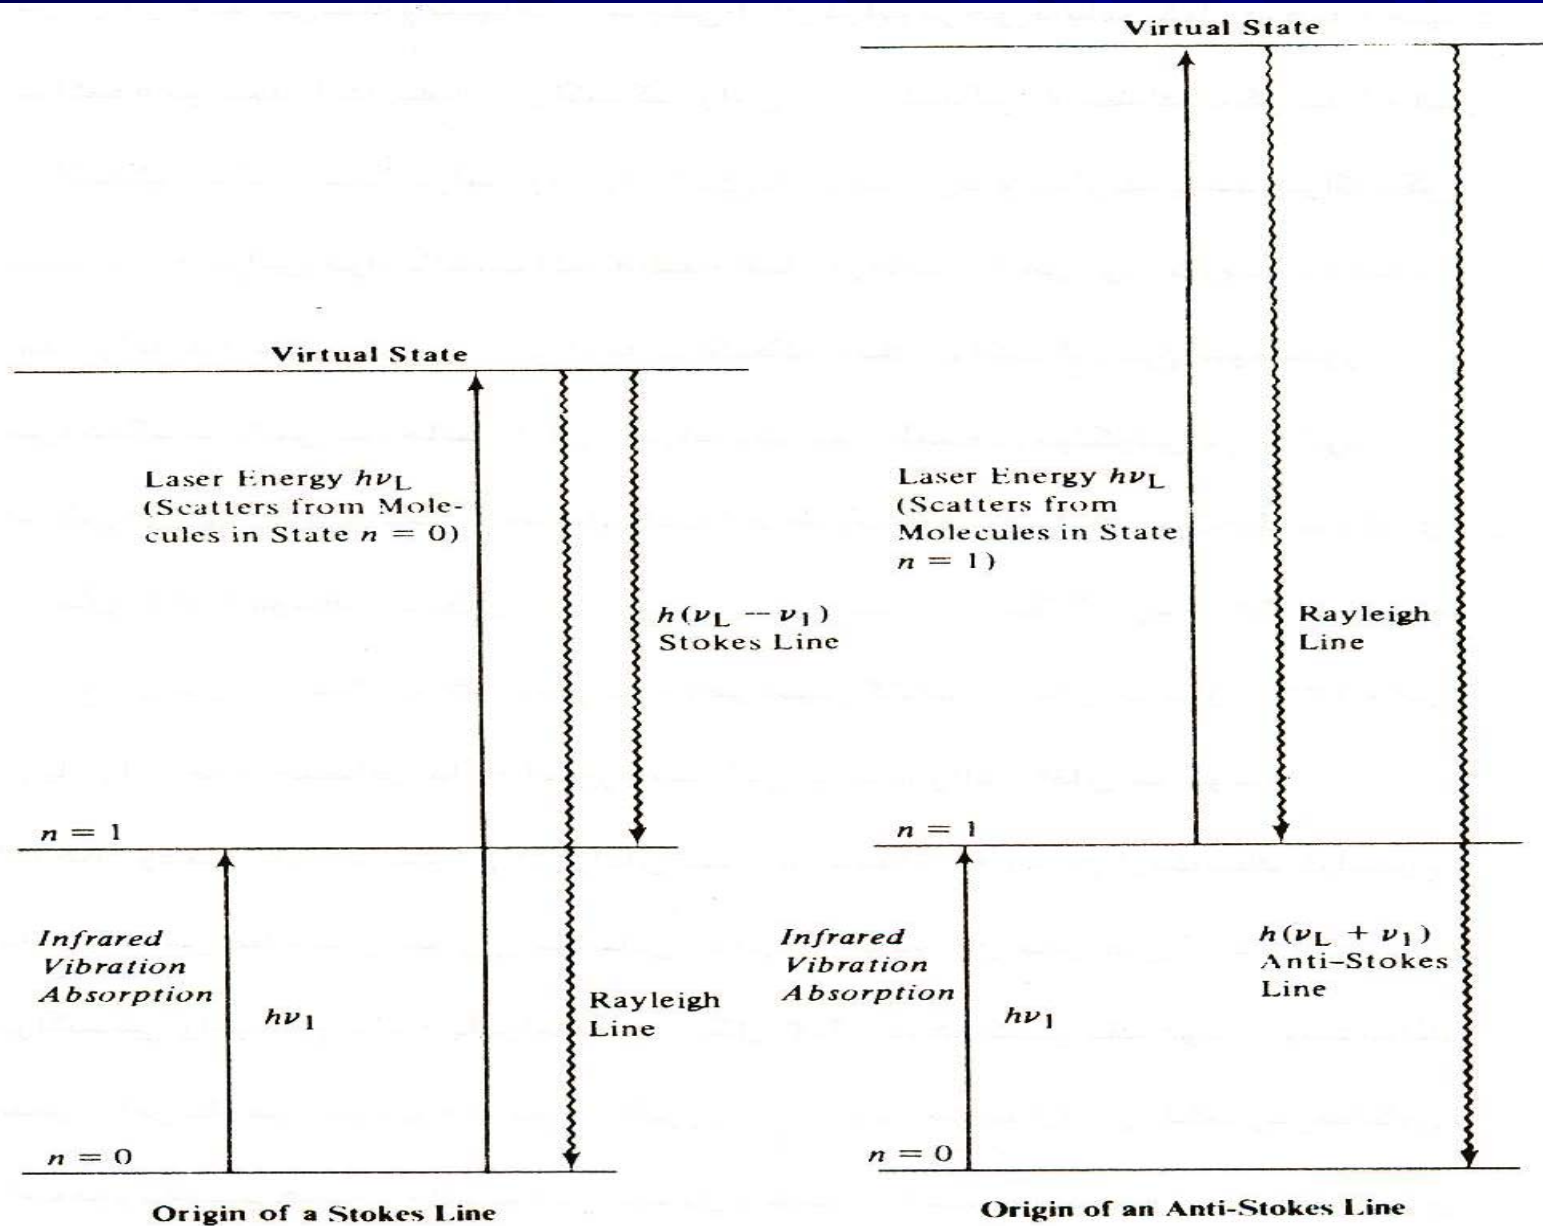 Virtual State
Laser Energy hνL
(Scatters from Mole-
cules in State n = 0)
h(νL — ν1)
Stokes Line
n = 1
Infrared
Vibration
Absorption
hν1
Rayleigh
Line
n = 0
Origin of a Stokes Line
Virtual State
Laser Energy hνL
(Scatters from
Molecules in State
n = 1)
Rayleigh
Line
n = 1
Infrared
Vibration
Absorption
hν1
h(νL + ν1)
Anti-Stokes
Line
n = 0
Origin of an Anti-Stokes Line